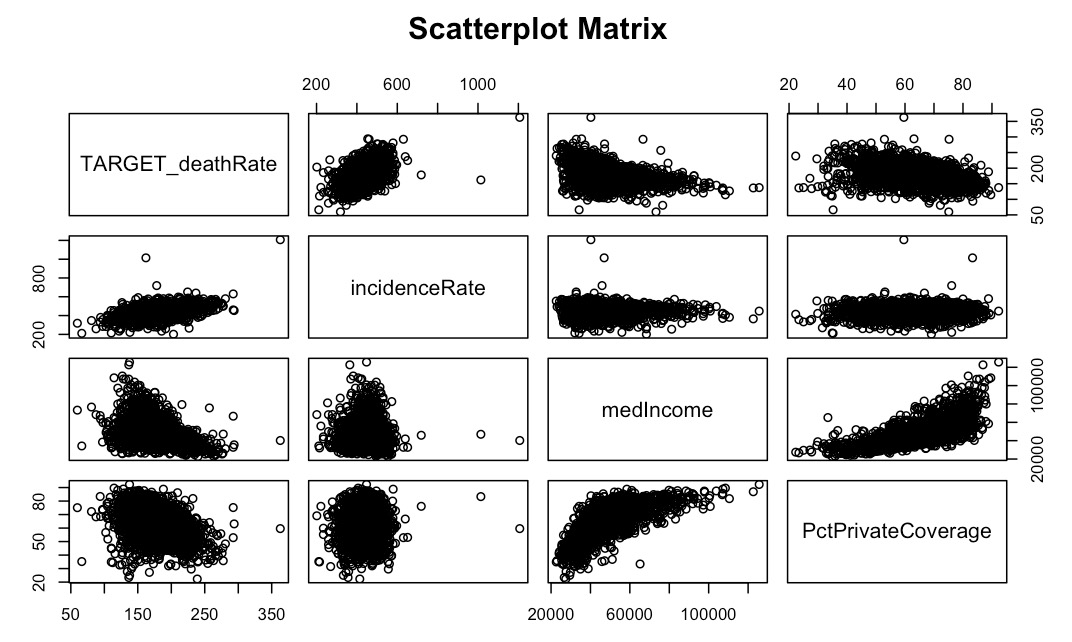 Scatterplot Matrix
200 600 1000
20 40 60 80
TARGET_deathRate
50 200 350
200 800
incidenceRate
medIncome
20000 100000
20 50 80
PctPrivateCoverage
50 150 250 350
20000 60000 100000